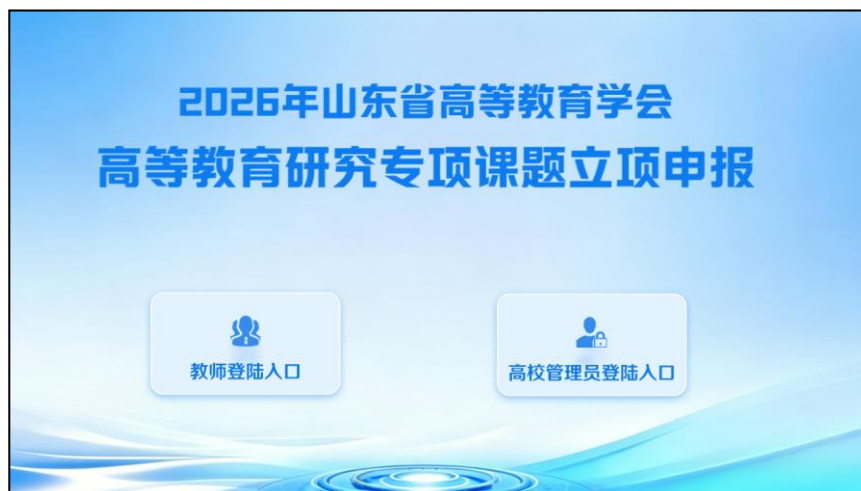 2026年山东省高等教育学会
高等教育研究专项课题立项申报
教师登陆入口
高校管理员登陆入口